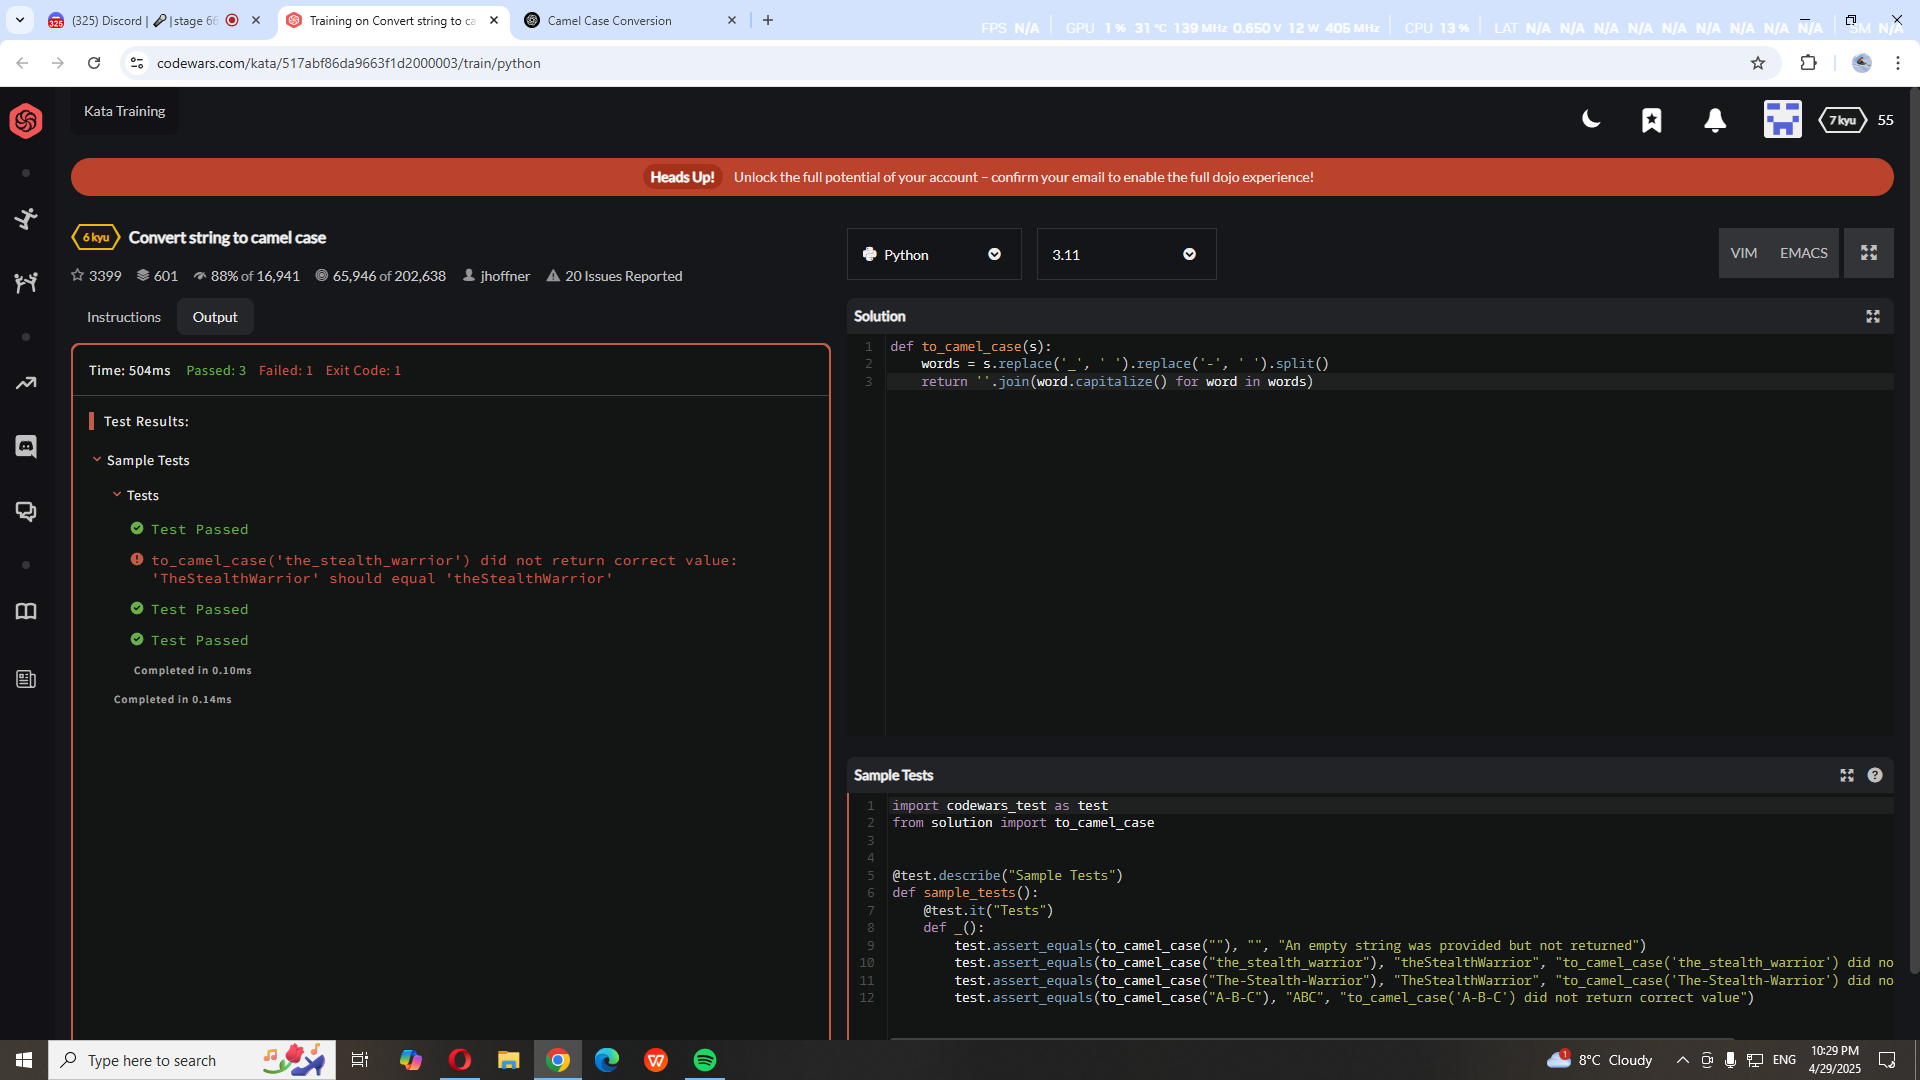 (325) Discord | 🎤|stage 66
Training on Convert string to ca
Camel Case Conversion
FPS N/A GPU 1 % 31 °C 139 MHz 0.650 V 12 W 405 MHz CPU 13 % LAT N/A N/A N/A N/A N/A N/A N/A N/A N/A SM N/A
codewars.com/kata/517abf86da9663f1d2000003/train/python
Kata Training
7 kyu 55
Heads Up! Unlock the full potential of your account – confirm your email to enable the full dojo experience!
6 kyu Convert string to camel case
3399 601 88% of 16,941 65,946 of 202,638 jhoffner 20 Issues Reported
Instructions Output
Time: 504ms Passed: 3 Failed: 1 Exit Code: 1
Test Results:
Sample Tests
Tests
Test Passed
to_camel_case('the_stealth_warrior') did not return correct value:
'TheStealthWarrior' should equal 'theStealthWarrior'
Test Passed
Test Passed
Completed in 0.10ms
Completed in 0.14ms
Python 3.11 VIM EMACS
Solution
1 def to_camel_case(s):
2 words = s.replace('_', ' ').replace('-', ' ').split()
3 return ''.join(word.capitalize() for word in words)
Sample Tests
1 import codewars_test as test
2 from solution import to_camel_case
3
4
5 @test.describe("Sample Tests")
6 def sample_tests():
7 @test.it("Tests")
8 def _():
9 test.assert_equals(to_camel_case(""), "", "An empty string was provided but not returned")
10 test.assert_equals(to_camel_case("the_stealth_warrior"), "theStealthWarrior", "to_camel_case('the_stealth_warrior') did no
11 test.assert_equals(to_camel_case("The-Stealth-Warrior"), "TheStealthWarrior", "to_camel_case('The-Stealth-Warrior') did no
12 test.assert_equals(to_camel_case("A-B-C"), "ABC", "to_camel_case('A-B-C') did not return correct value")
Type here to search
1 8°C Cloudy ENG
10:29 PM
4/29/2025